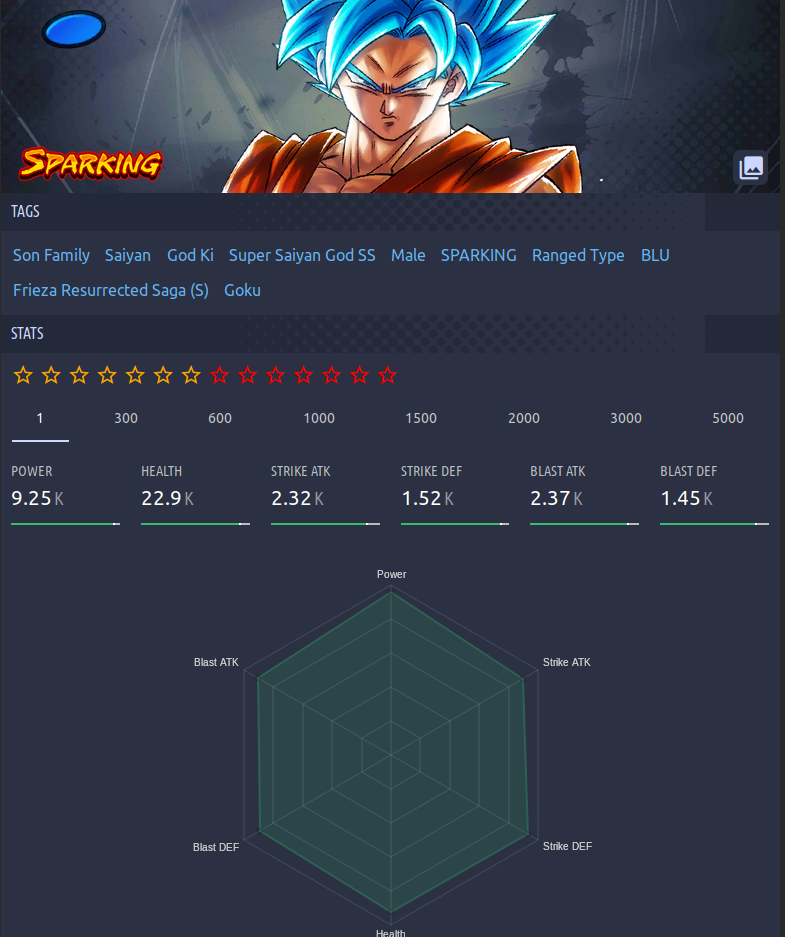 SPARKING
TAGS
Son Family Saiyan God Ki Super Saiyan God SS Male SPARKING Ranged Type BLU
Frieza Resurrected Saga (S) Goku
STATS
1 300 600 1000 1500 2000 3000 5000
POWER HEALTH STRIKE ATK STRIKE DEF BLAST ATK BLAST DEF
9.25 K 22.9 K 2.32 K 1.52 K 2.37 K 1.45 K
Power
Blast ATK Strike ATK
Blast DEF Strike DEF
Health